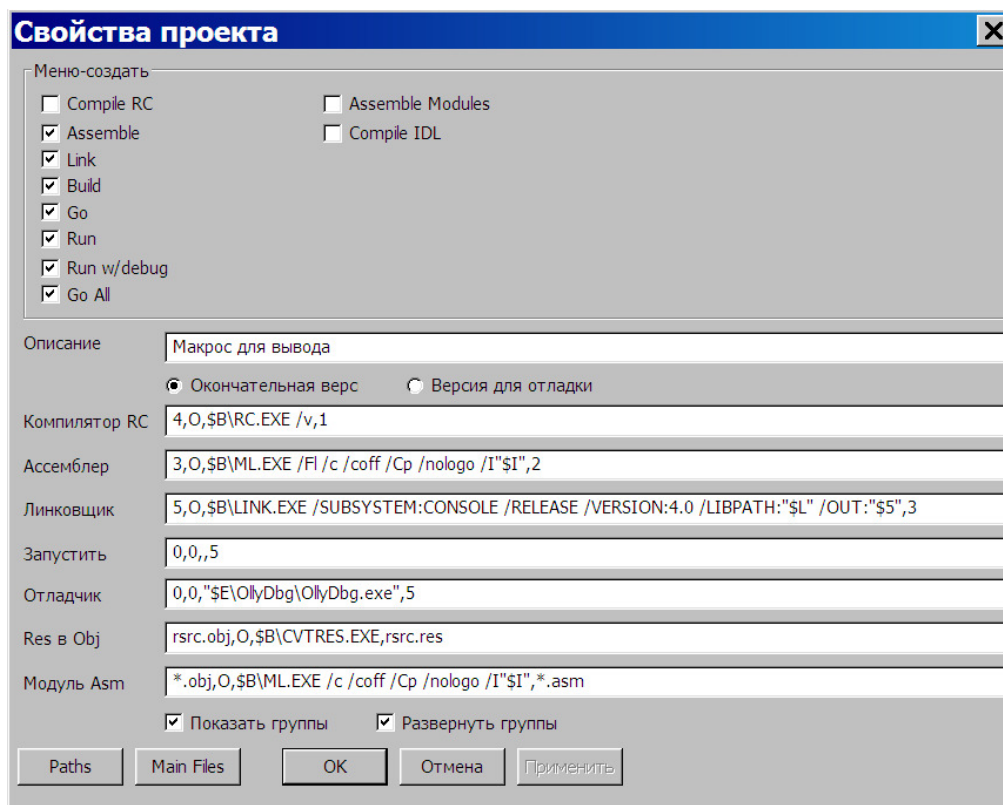 Свойства проекта
Меню-создать
Compile RC
Assemble Modules
Assemble
Compile IDL
Link
Build
Go
Run
Run w/debug
Go All
Описание Макрос для вывода
Окончательная верс Версия для отладки
Компилятор RC 4,O,$B\RC.EXE /v,1
Ассемблер 3,O,$B\ML.EXE /Fl /c /coff /Cp /nologo /I"$I",2
Линковщик 5,O,$B\LINK.EXE /SUBSYSTEM:CONSOLE /RELEASE /VERSION:4.0 /LIBPATH:"$L" /OUT:"$5",3
Запустить 0,0,,5
Отладчик 0,0,"$E\OllyDbg\OllyDbg.exe",5
Res в Obj rsrc.obj,O,$B\CVTRES.EXE,rsrc.res
Модуль Asm *.obj,O,$B\ML.EXE /c /coff /Cp /nologo /I"$I",*.asm
Показать группы Развернуть группы
Paths Main Files OK Отмена Применить